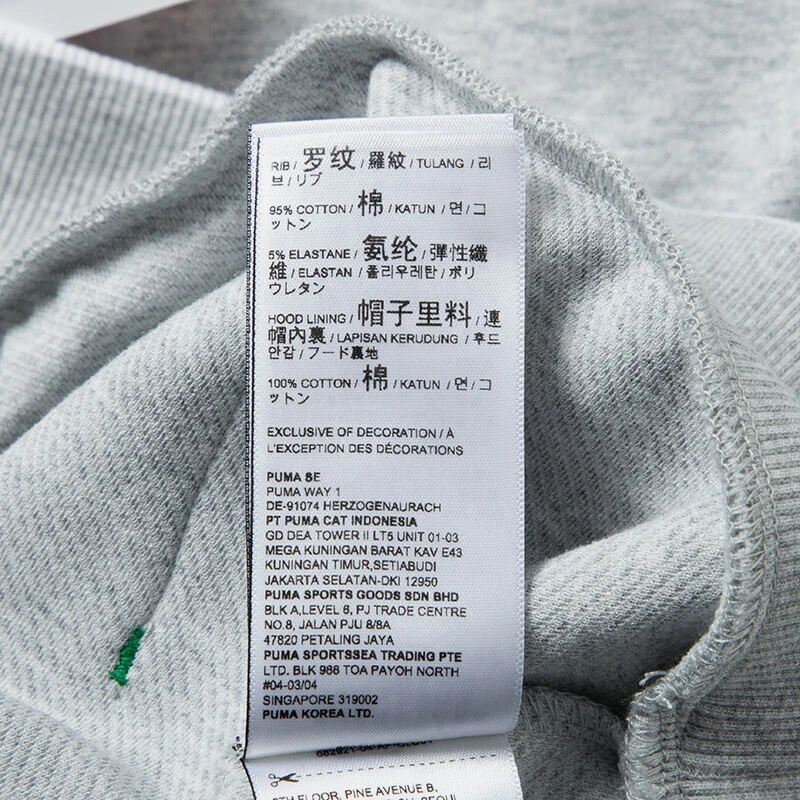 RIB / 罗纹 / 羅紋 / TULANG / 리
브 / リブ
95% COTTON / 棉 / KATUN / 면 / コ
ットン
5% ELASTANE / 氨纶 / 彈性纖
維 / ELASTAN / 폴리우레탄 / ポリ
ウレタン
HOOD LINING / 帽子里料 / 連
帽內裏 / LAPISAN KERUDUNG / 후드
안감 / フード裏地
100% COTTON / 棉 / KATUN / 면 / コ
ットン
EXCLUSIVE OF DECORATION / À
L'EXCEPTION DES DÉCORATIONS
PUMA SE
PUMA WAY 1
DE-91074 HERZOGENAURACH
PT PUMA CAT INDONESIA
GD DEA TOWER II LT6 UNIT 01-03
MEGA KUNINGAN BARAT KAV E43
KUNINGAN TIMUR,SETIABUDI
JAKARTA SELATAN-DKI 12950
PUMA SPORTS GOODS SDN BHD
BLK A,LEVEL 6, PJ TRADE CENTRE
NO.8, JALAN PJU 8/8A
47820 PETALING JAYA
PUMA SPORTSSEA TRADING PTE
LTD. BLK 986 TOA PAYOH NORTH
#04-03/04
SINGAPORE 319002
PUMA KOREA LTD.
FLOOR, PINE AVENUE B,
SEOUL